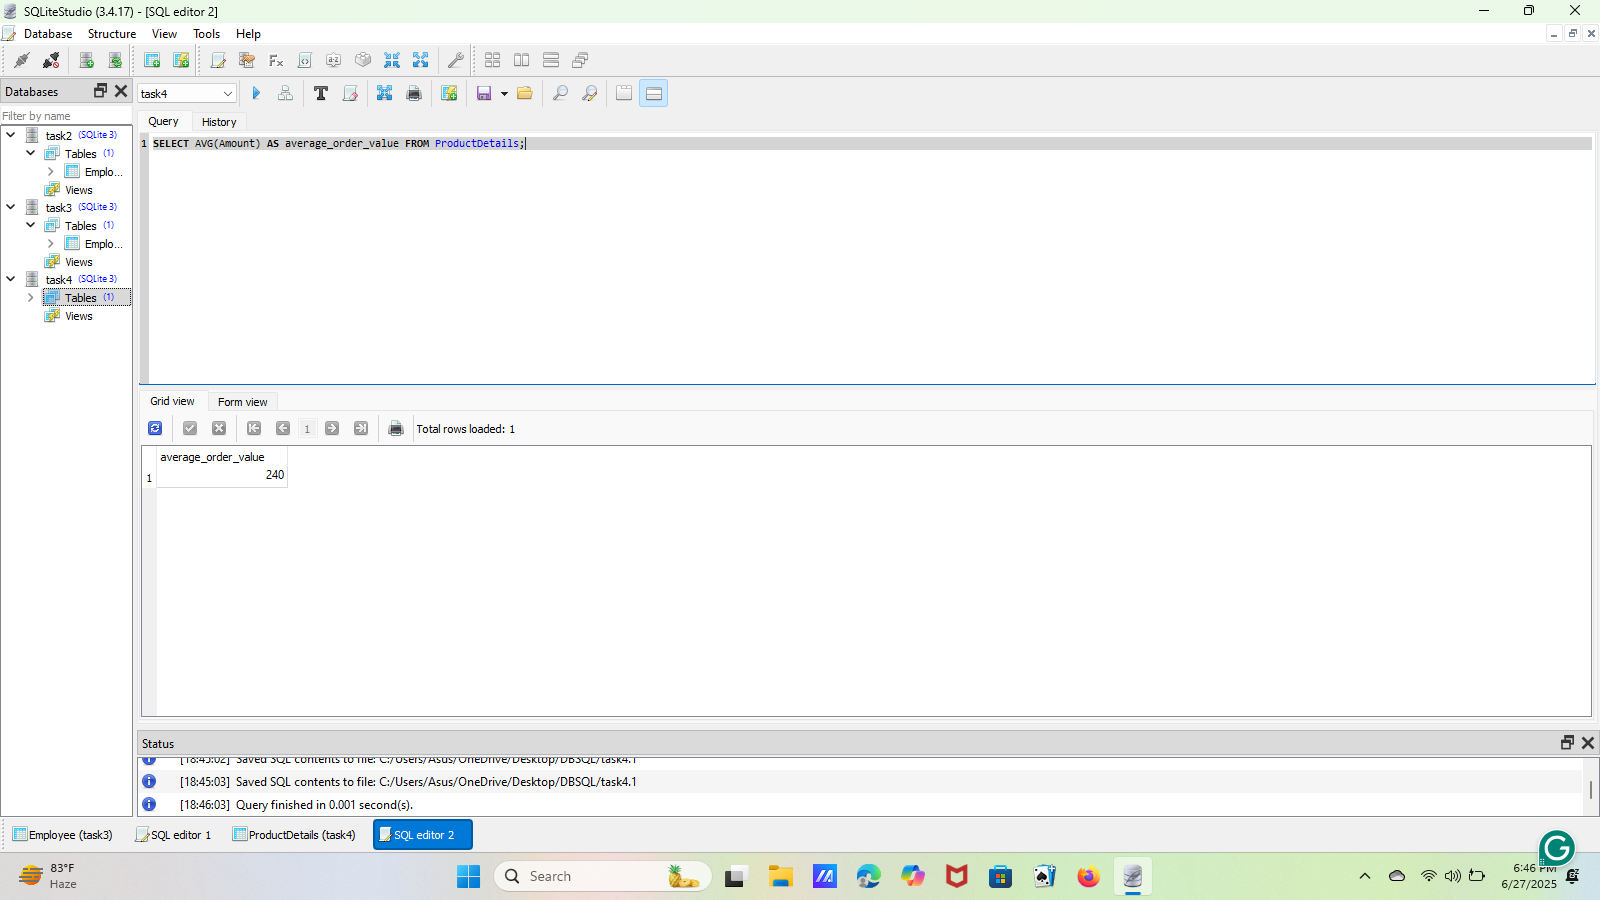 SQLiteStudio (3.4.17) - [SQL editor 2]
Database Structure View Tools Help
Databases
task4
Filter by name
Query History
task2 (SQLite 3)
Tables (1)
Emplo...
Views
task3 (SQLite 3)
Tables (1)
Emplo...
Views
task4 (SQLite 3)
Tables (1)
Views
1 SELECT AVG(Amount) AS average_order_value FROM ProductDetails;
Grid view Form view
1 Total rows loaded: 1
average_order_value
1 240
Status
[18:45:02] Saved SQL contents to file: C:/Users/Asus/OneDrive/Desktop/DBSQL/task4.1
[18:45:03] Saved SQL contents to file: C:/Users/Asus/OneDrive/Desktop/DBSQL/task4.1
[18:46:03] Query finished in 0.001 second(s).
Employee (task3) SQL editor 1 ProductDetails (task4) SQL editor 2
83°F
Haze
Search
6:46 PM
6/27/2025